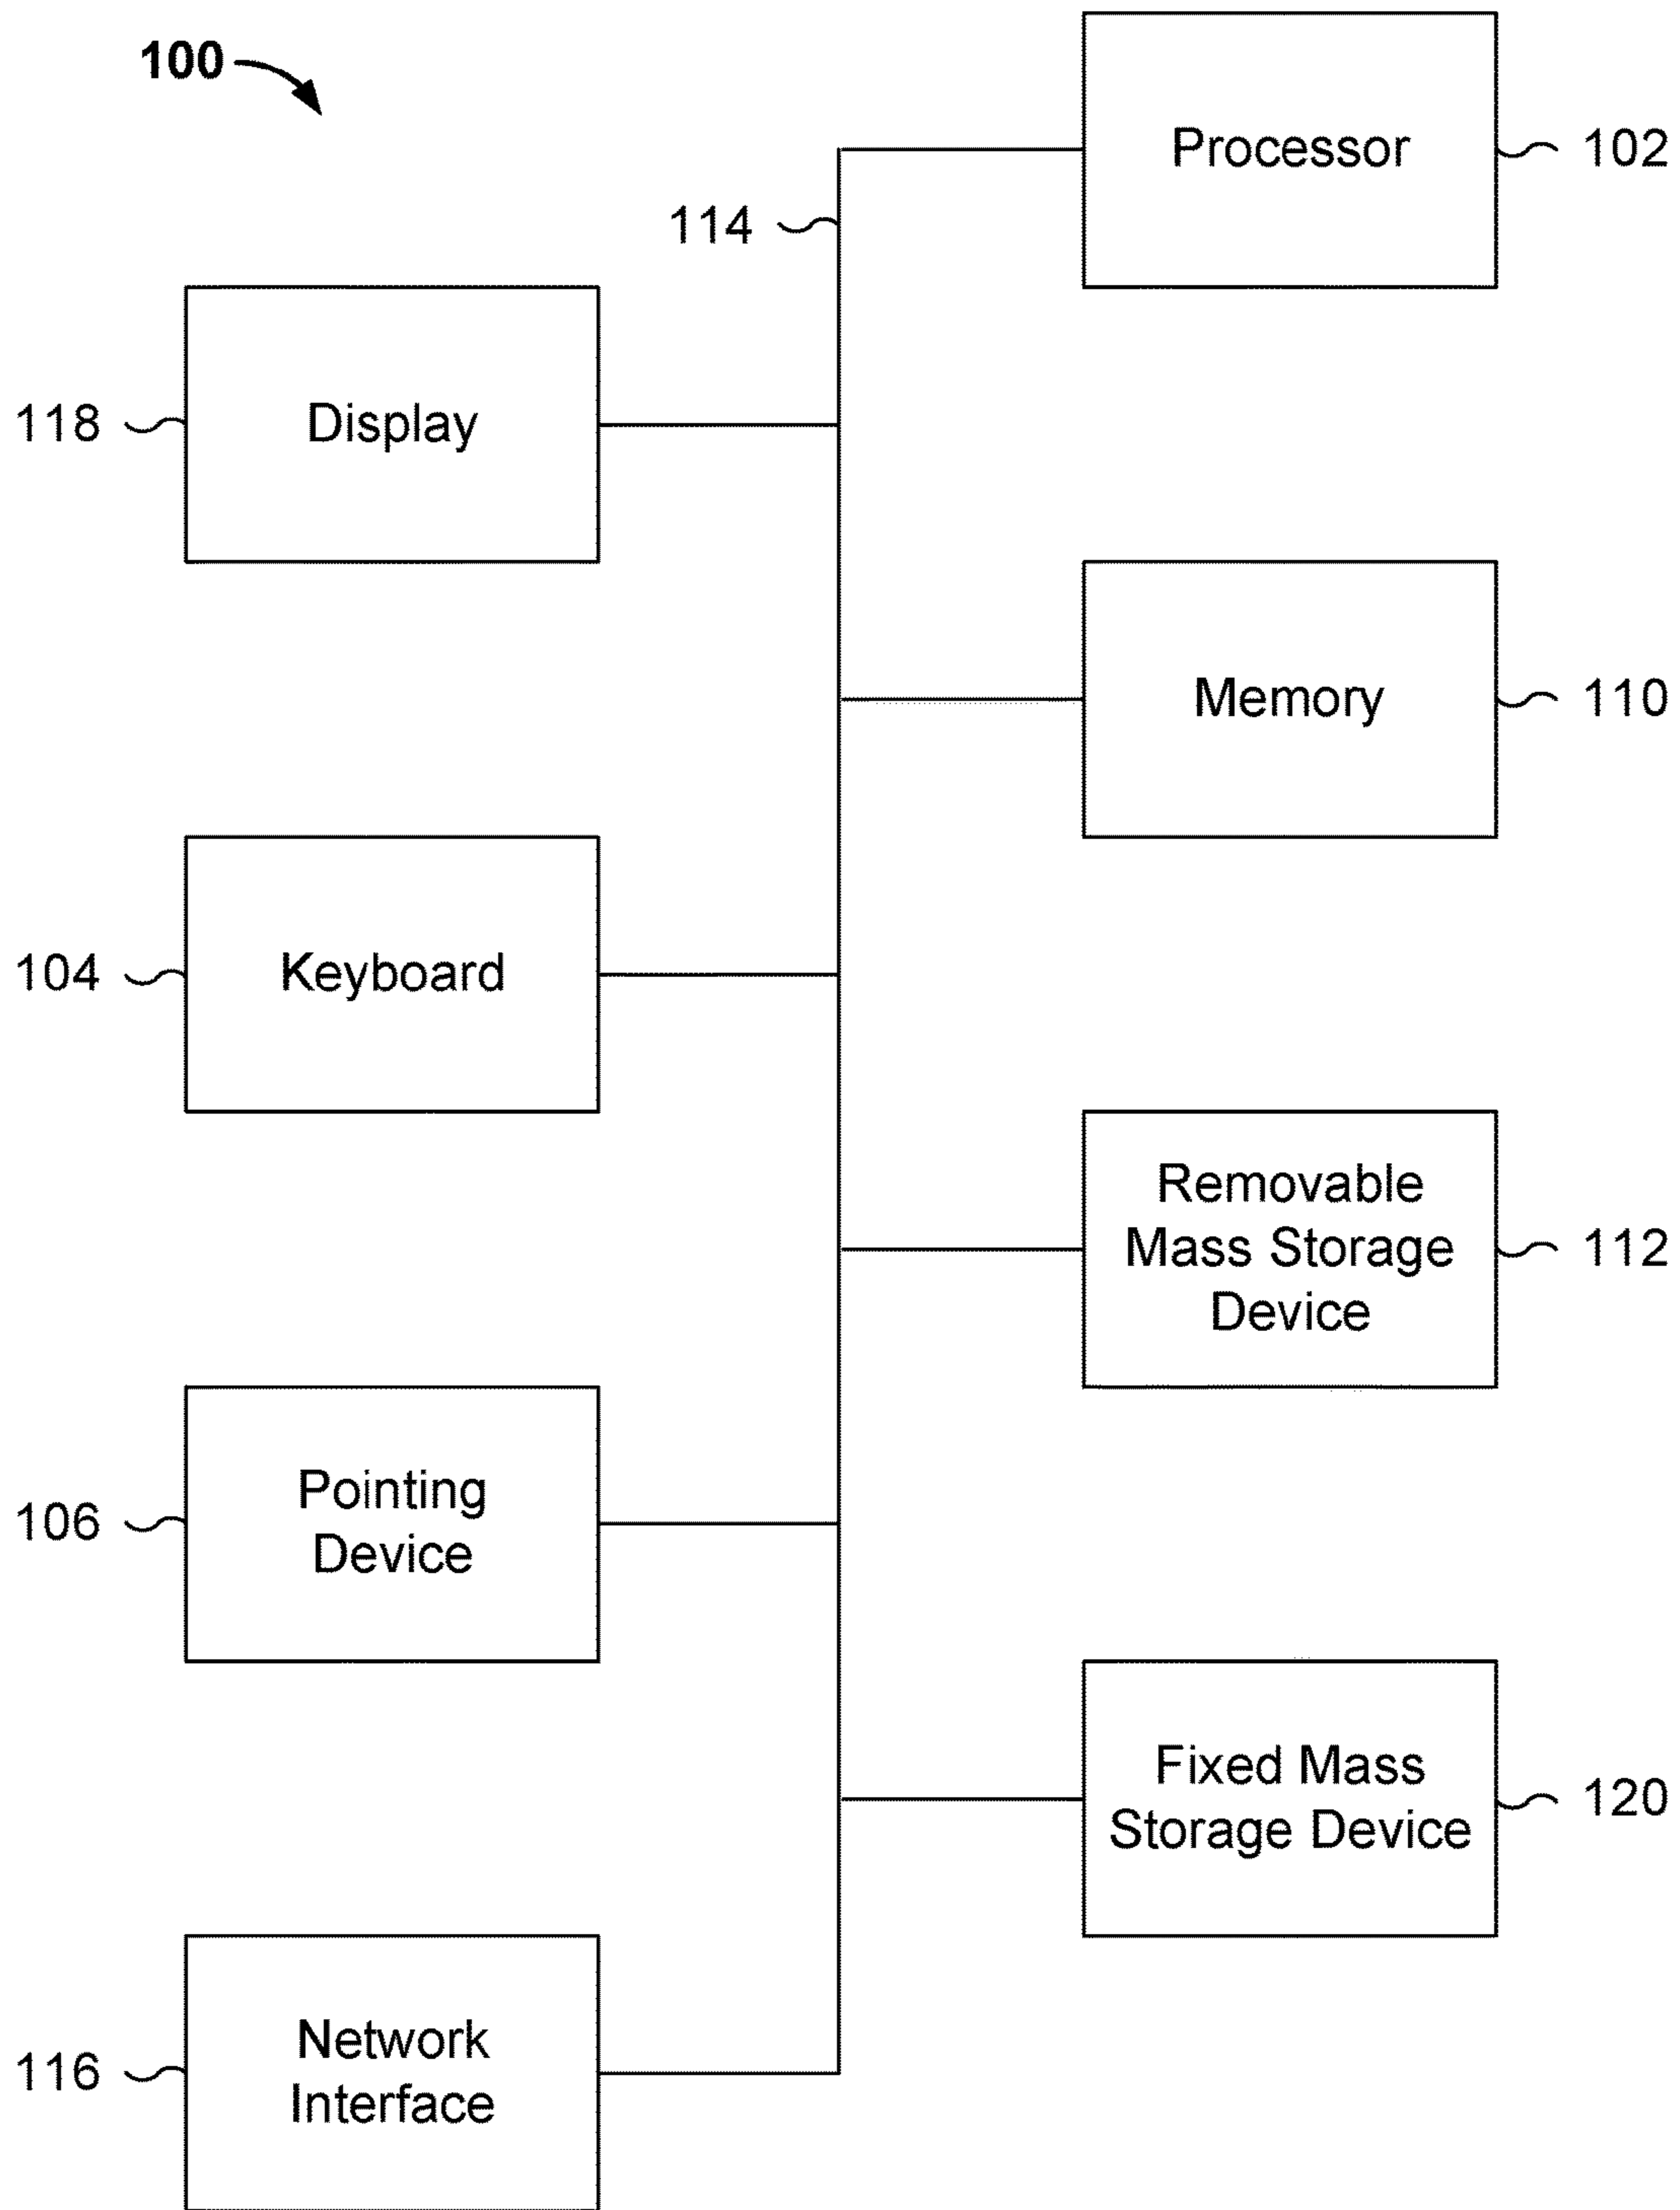 100
Processor
102
114
118
Display
Memory
110
104
Keyboard
Removable
Mass Storage
Device
112
106
Pointing
Device
Fixed Mass
Storage Device
120
116
Network
Interface